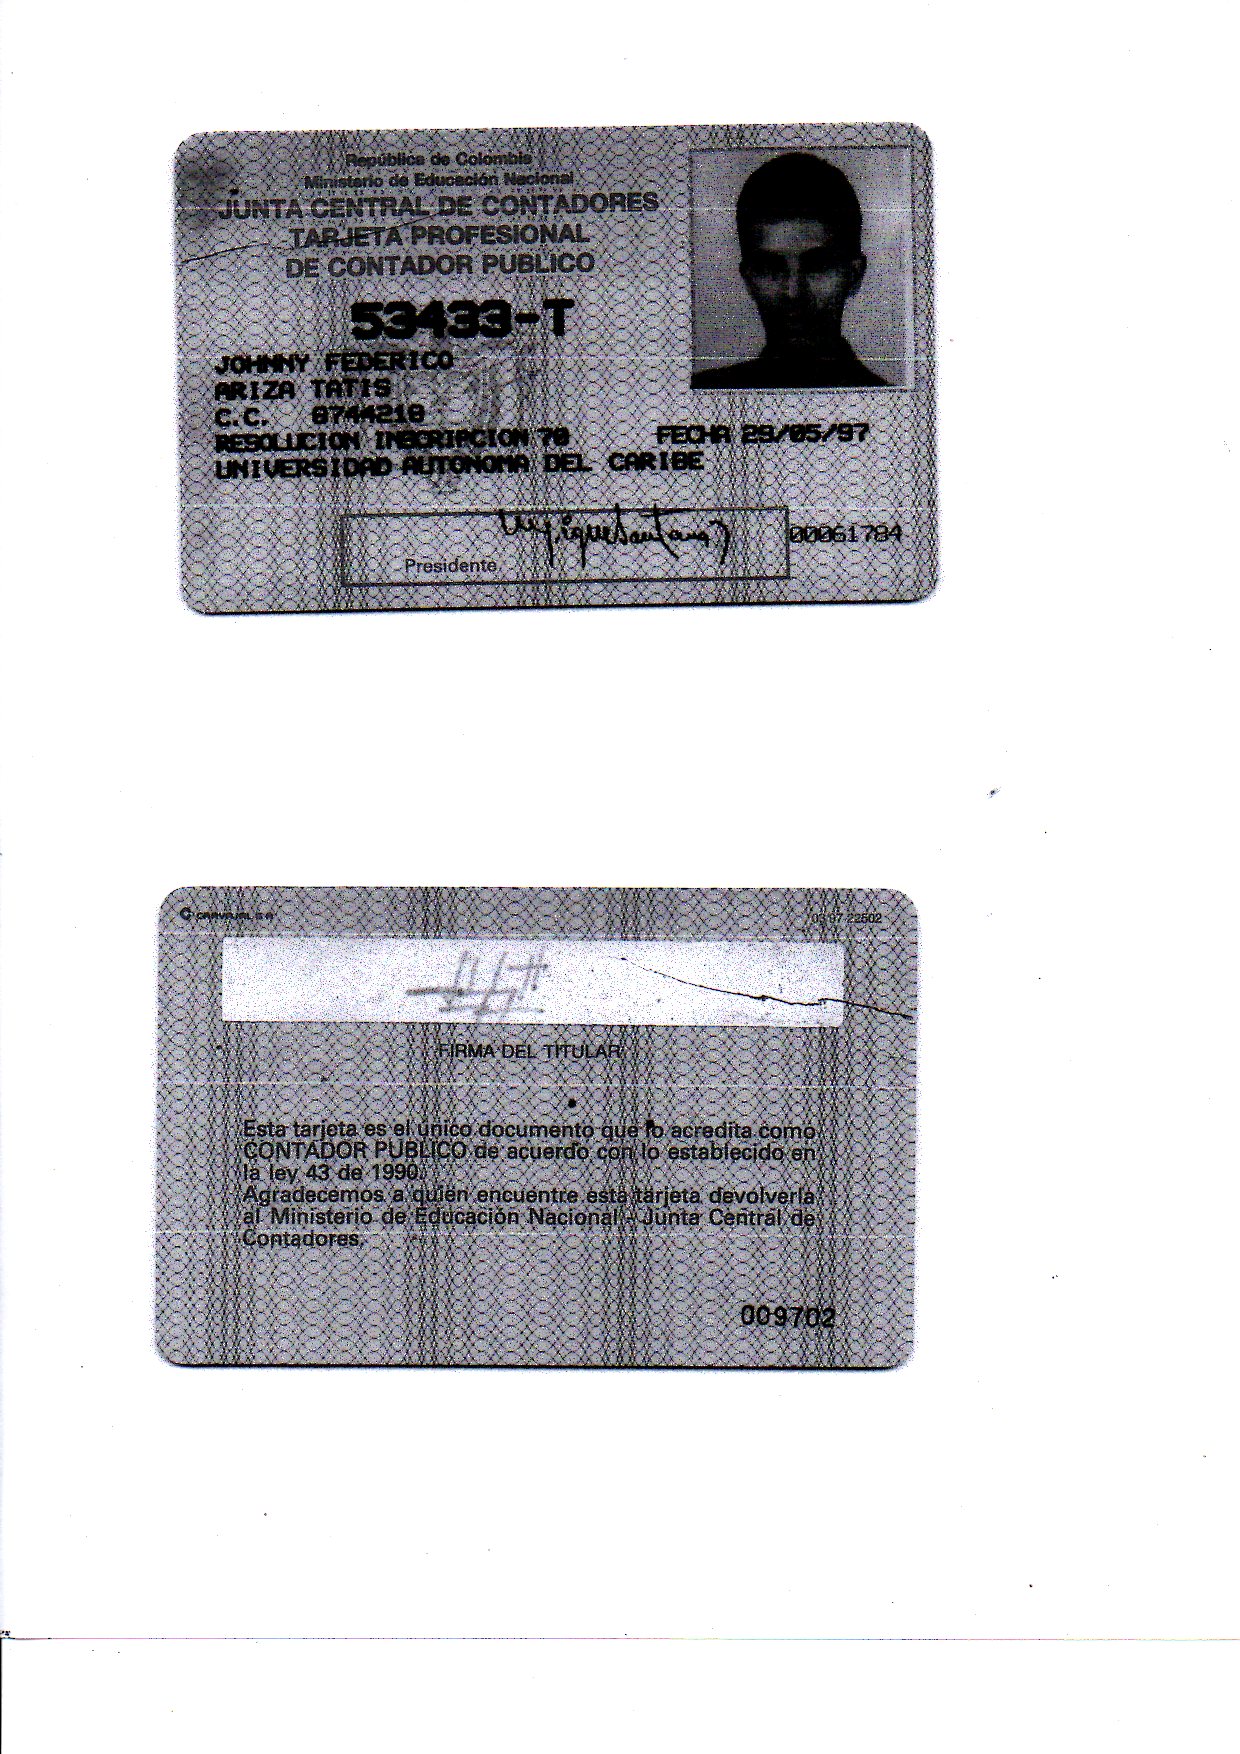 República de Colombia
Ministerio de Educación Nacional
JUNTA CENTRAL DE CONTADORES
TARJETA PROFESIONAL
DE CONTADOR PUBLICO
53433-T
JOHNNY FEDERICO
ARIZA TATIS
C.C. 8744218
RESOLUCION INSCRIPCION 70 FECHA 29/05/97
UNIVERSIDAD AUTONOMA DEL CARIBE
00061784
Presidente
CARVAJAL S A
03 97 22502
FIRMA DEL TITULAR
Esta tarjeta es el único documento que lo acredita como
CONTADOR PUBLICO de acuerdo con lo establecido en
la ley 43 de 1990.
Agradecemos a quien encuentre esta tarjeta devolverla
al Ministerio de Educación Nacional - Junta Central de
Contadores.
009702